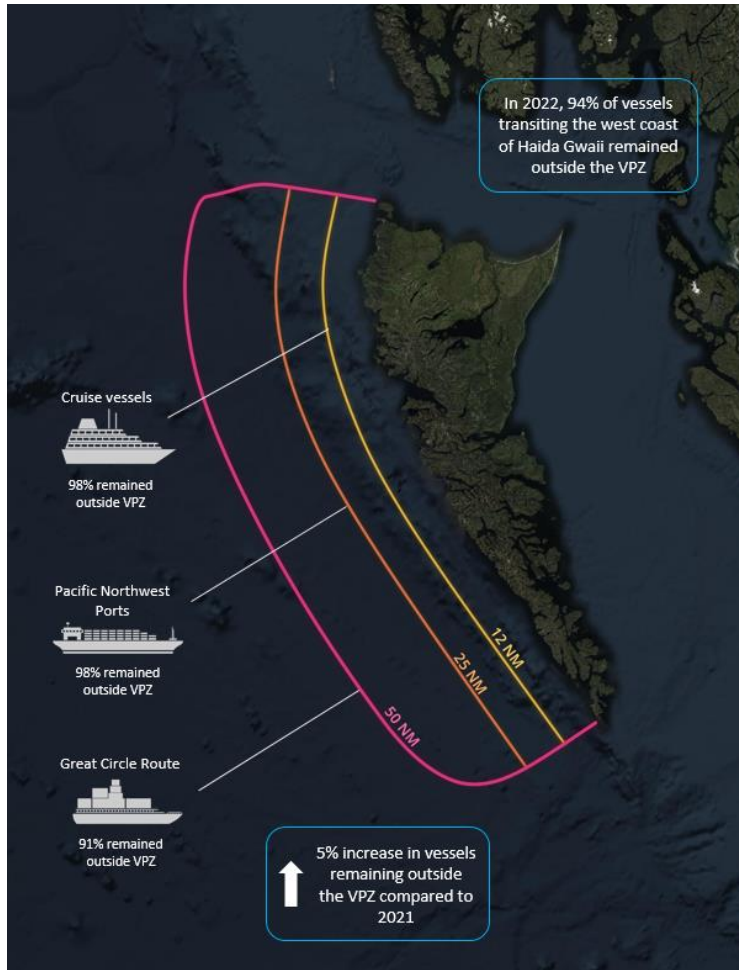 In 2022, 94% of vessels
transiting the west coast
of Haida Gwaii remained
outside the VPZ
Cruise vessels
98% remained
outside VPZ
Pacific Northwest
Ports
98% remained
outside VPZ
12 NM
25 NM
50 NM
Great Circle Route
91% remained
outside VPZ
5% increase in vessels
remaining outside
the VPZ compared to
2021